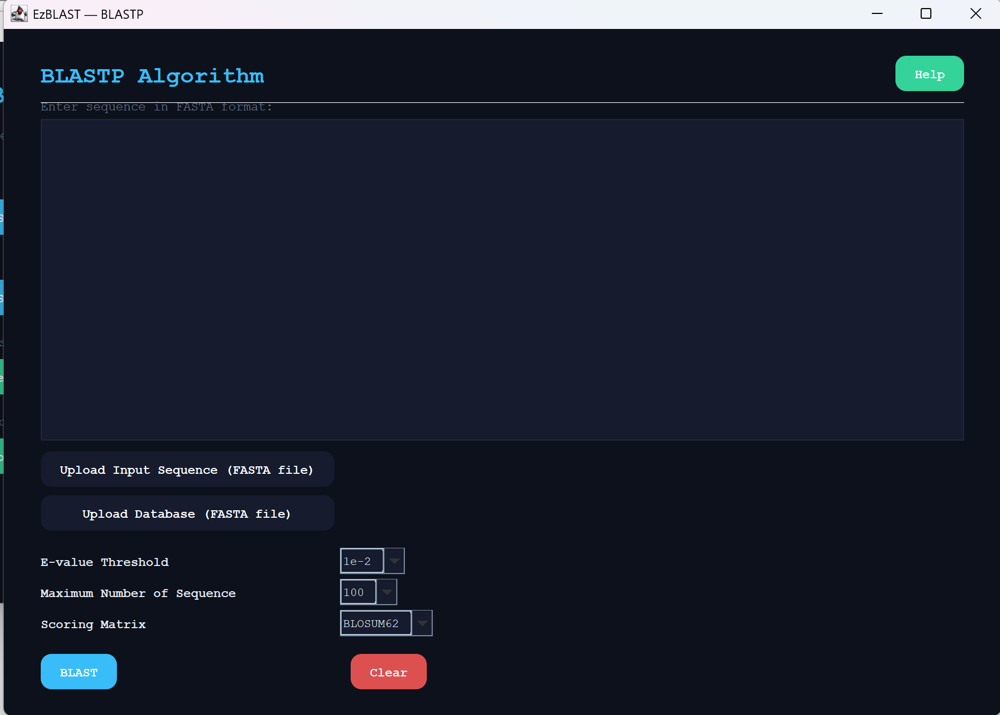 EzBLAST — BLASTP
BLASTP Algorithm
Help
Enter sequence in FASTA format:
Upload Input Sequence (FASTA file)
Upload Database (FASTA file)
E-value Threshold
1e-2
Maximum Number of Sequence
100
Scoring Matrix
BLOSUM62
BLAST
Clear